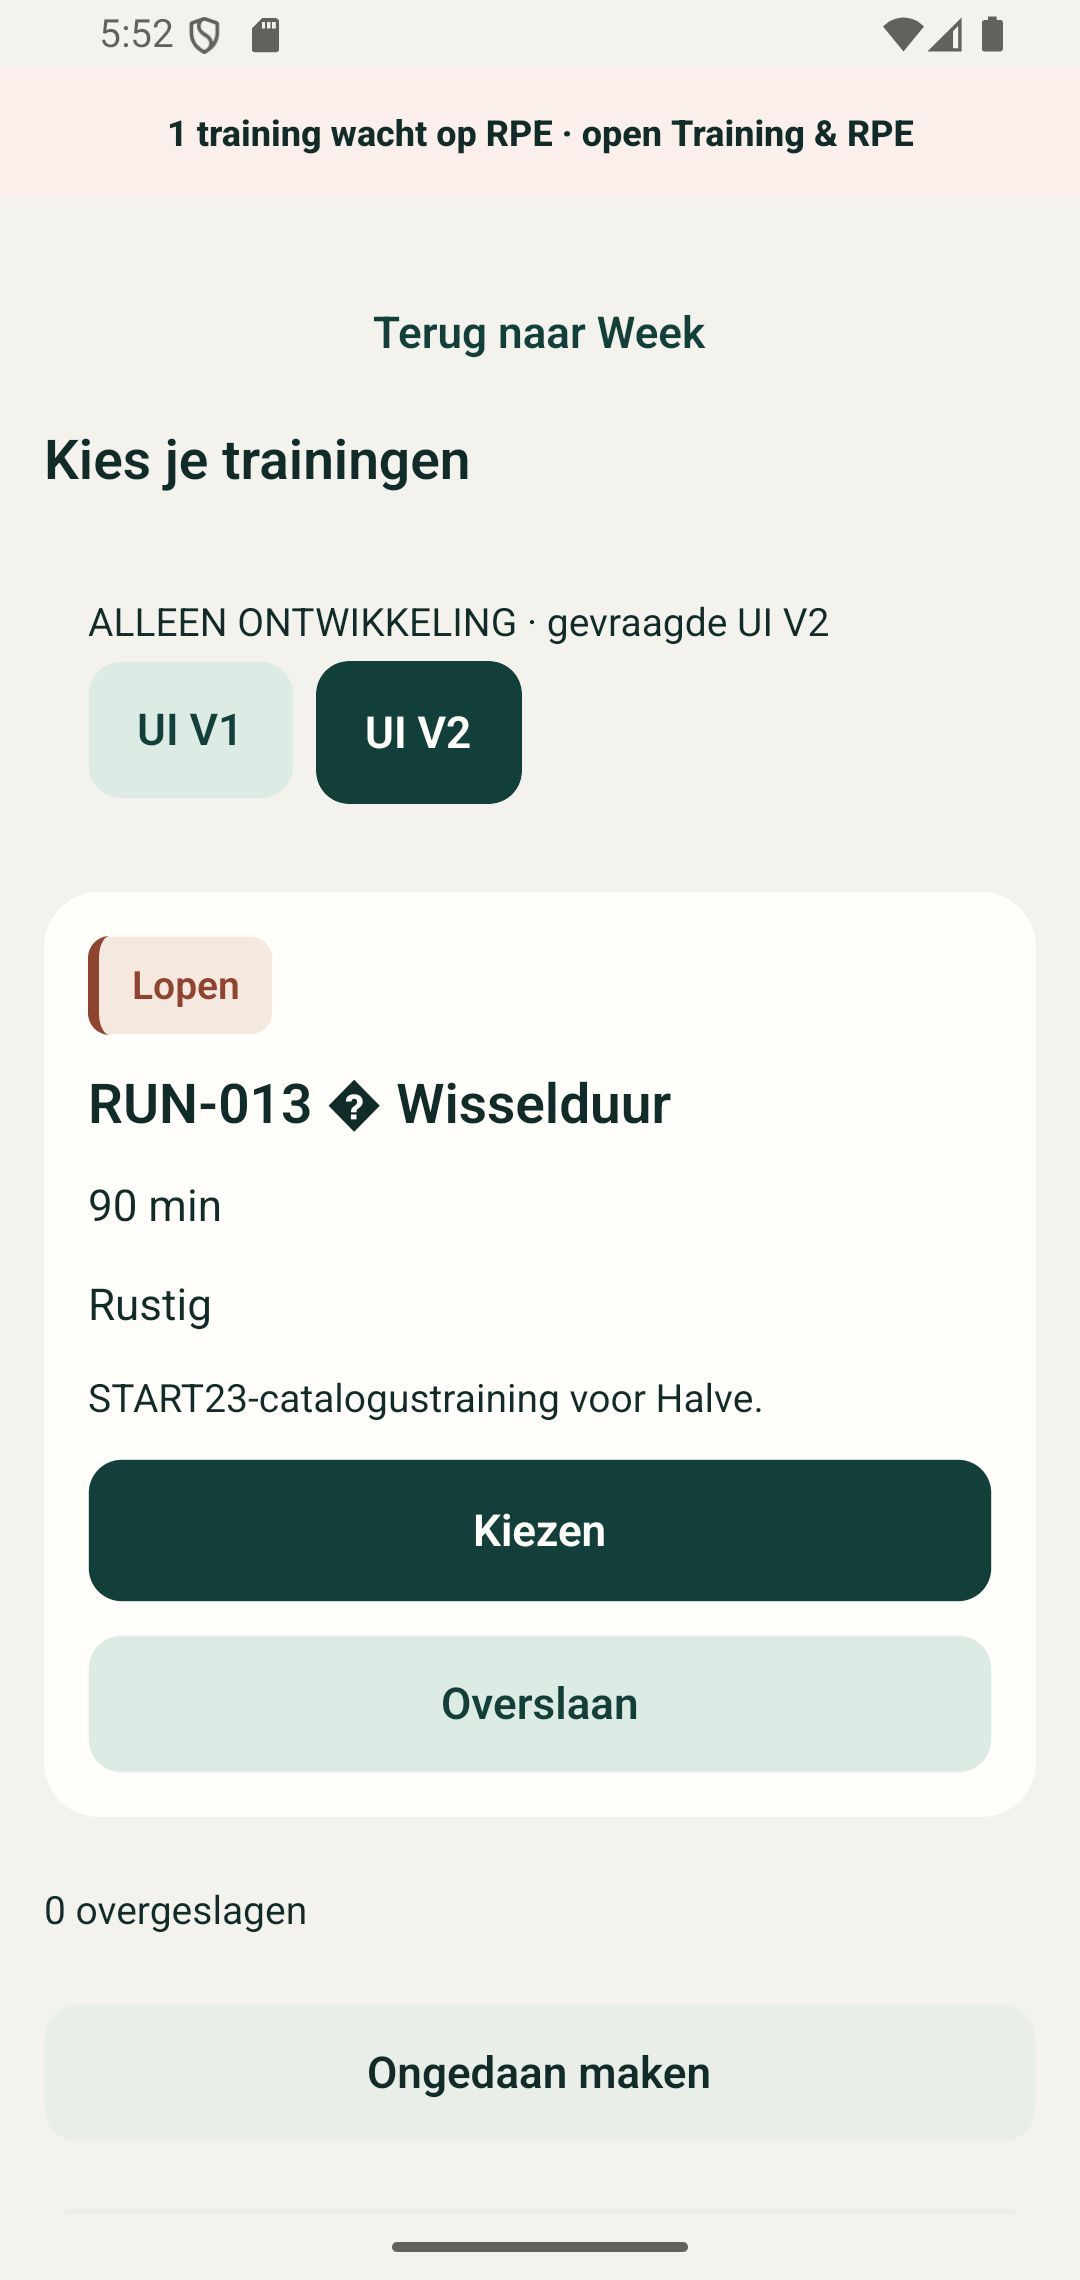 5:52
1 training wacht op RPE · open Training & RPE
Terug naar Week
Kies je trainingen
ALLEEN ONTWIKKELING · gevraagde UI V2
UI V1 UI V2
Lopen
RUN-013 � Wisselduur
90 min
Rustig
START23-catalogustraining voor Halve.
Kiezen
Overslaan
0 overgeslagen
Ongedaan maken